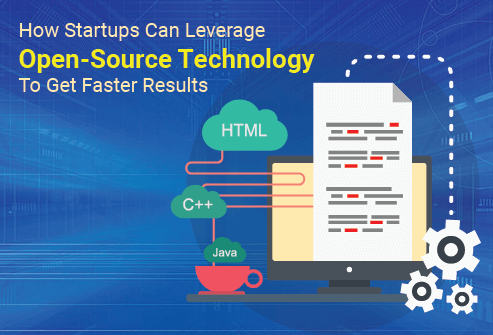 How Startups Can Leverage
Open-Source Technology
To Get Faster Results
HTML
C++
Java